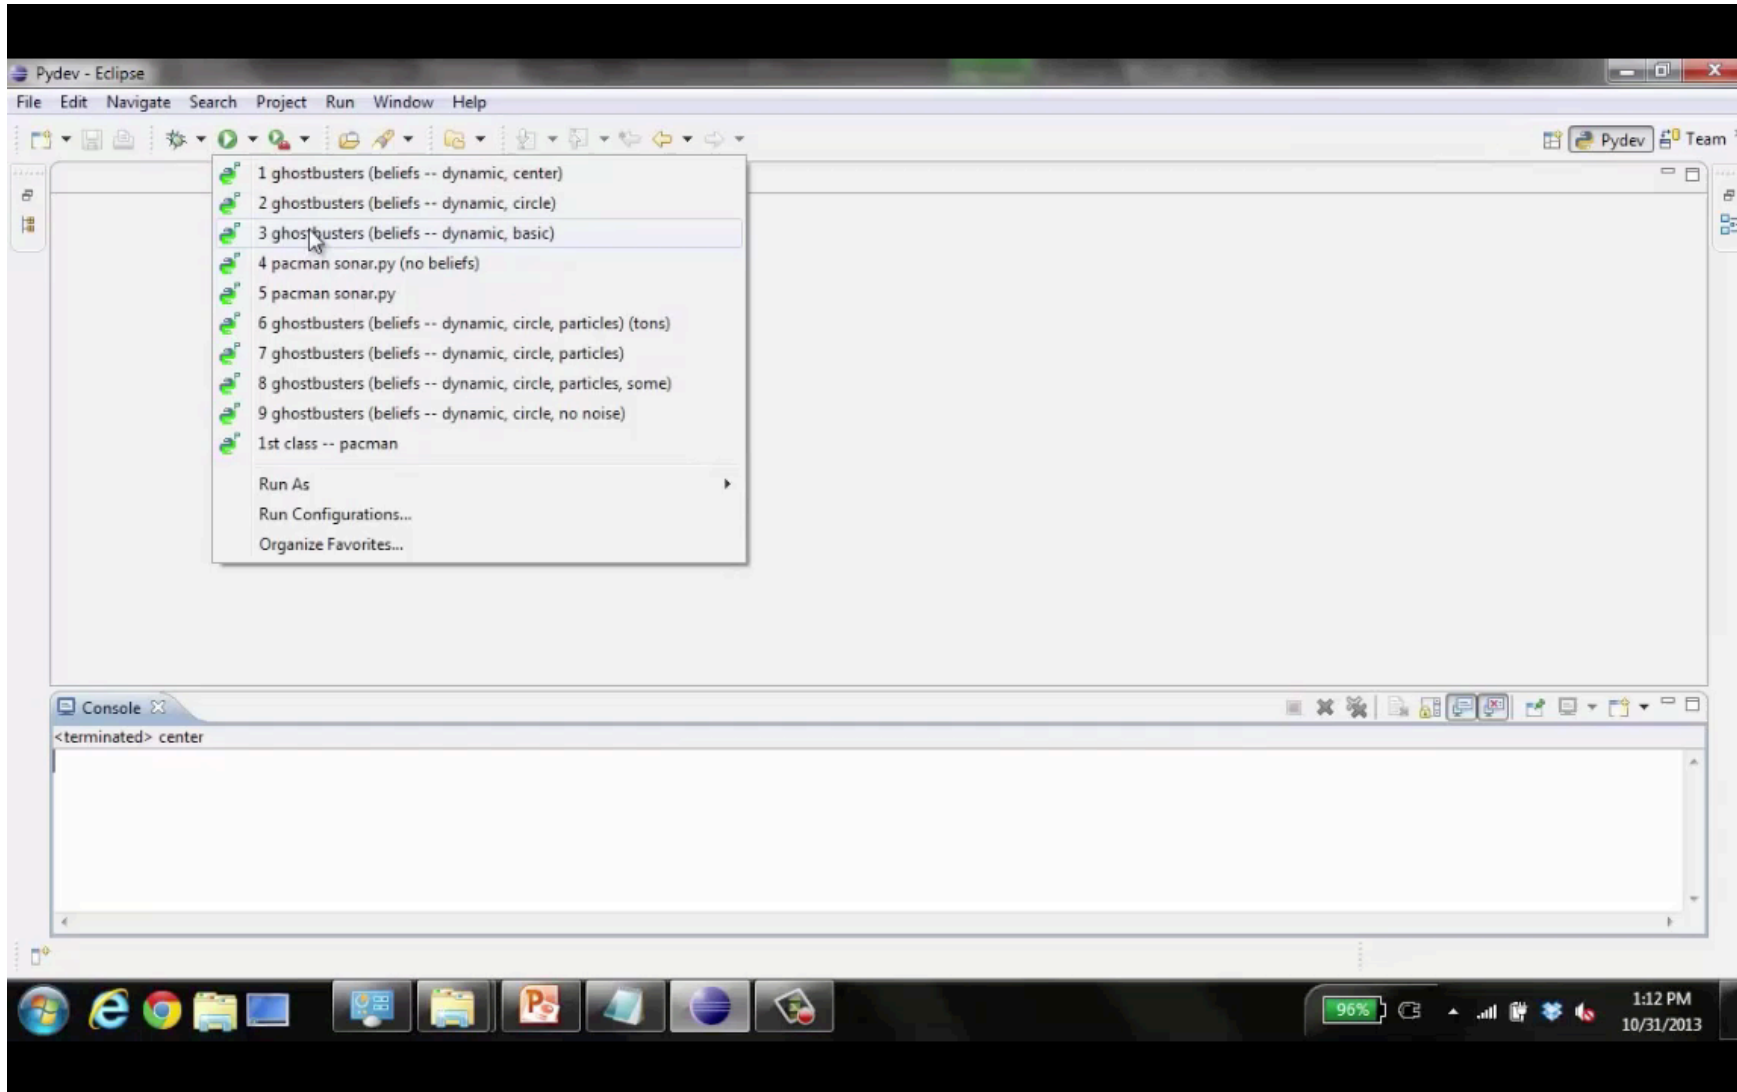 Pydev - Eclipse
File Edit Navigate Search Project Run Window Help
Pydev Team
1 ghostbusters (beliefs -- dynamic, center)
2 ghostbusters (beliefs -- dynamic, circle)
3 ghostbusters (beliefs -- dynamic, basic)
4 pacman sonar.py (no beliefs)
5 pacman sonar.py
6 ghostbusters (beliefs -- dynamic, circle, particles) (tons)
7 ghostbusters (beliefs -- dynamic, circle, particles)
8 ghostbusters (beliefs -- dynamic, circle, particles, some)
9 ghostbusters (beliefs -- dynamic, circle, no noise)
1st class -- pacman
Run As
Run Configurations...
Organize Favorites...
Console
<terminated> center
96%
1:12 PM
10/31/2013